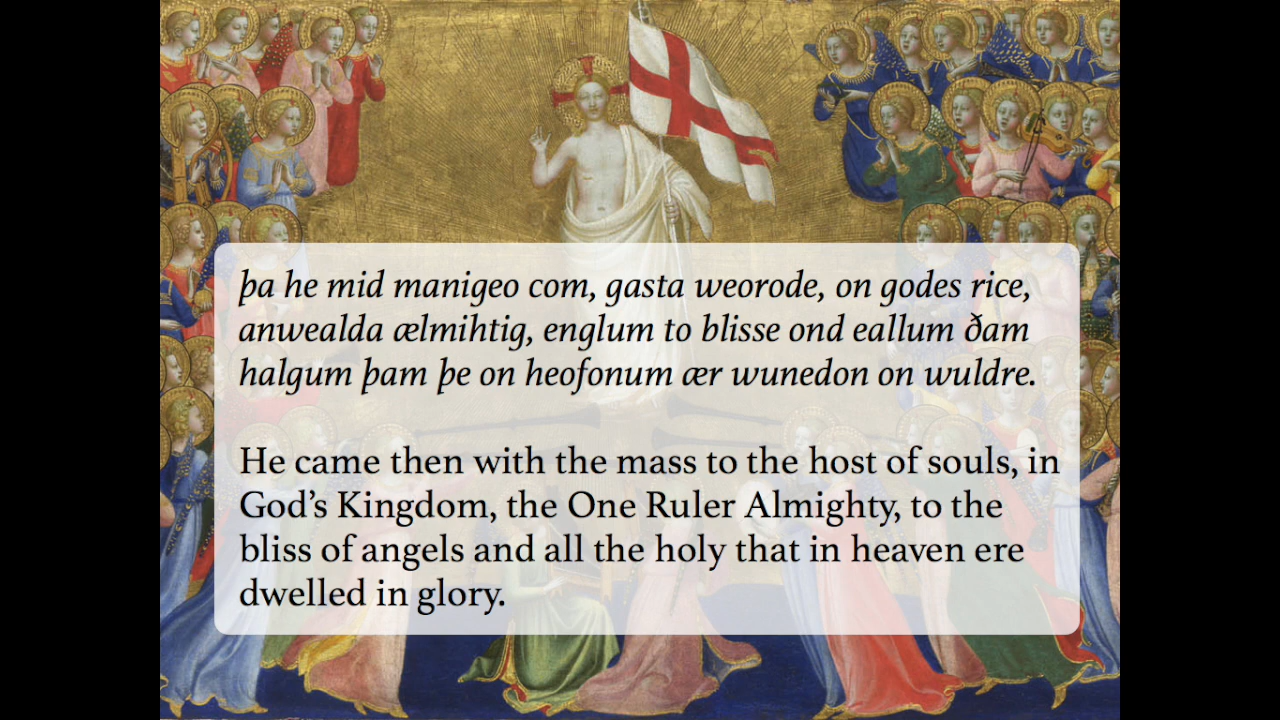 þa he mid manigeo com, gasta weorode, on godes rice,
anwealda ælmihtig, englum to blisse ond eallum ðam
halgum þam þe on heofonum ær wunedon on wuldre.
He came then with the mass to the host of souls, in
God’s Kingdom, the One Ruler Almighty, to the
bliss of angels and all the holy that in heaven ere
dwelled in glory.